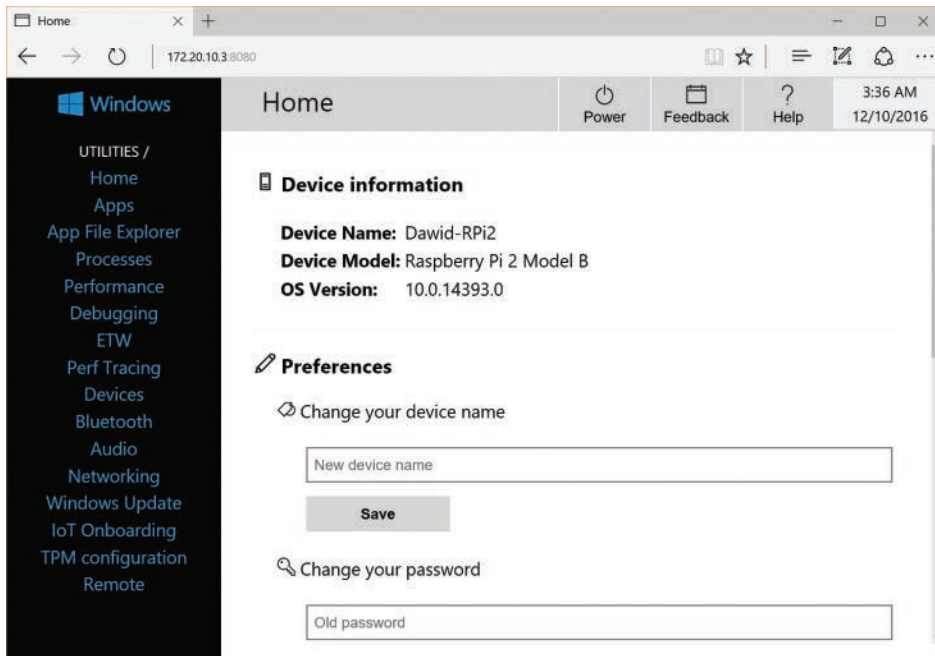 Home
172.20.10.3:8080
Windows
Home
Power
Feedback
Help
3:36 AM
12/10/2016
UTILITIES /
Home
Apps
App File Explorer
Processes
Performance
Debugging
ETW
Perf Tracing
Devices
Bluetooth
Audio
Networking
Windows Update
IoT Onboarding
TPM configuration
Remote
Device information
Device Name: Dawid-RPi2
Device Model: Raspberry Pi 2 Model B
OS Version: 10.0.14393.0
Preferences
Change your device name
New device name
Save
Change your password
Old password